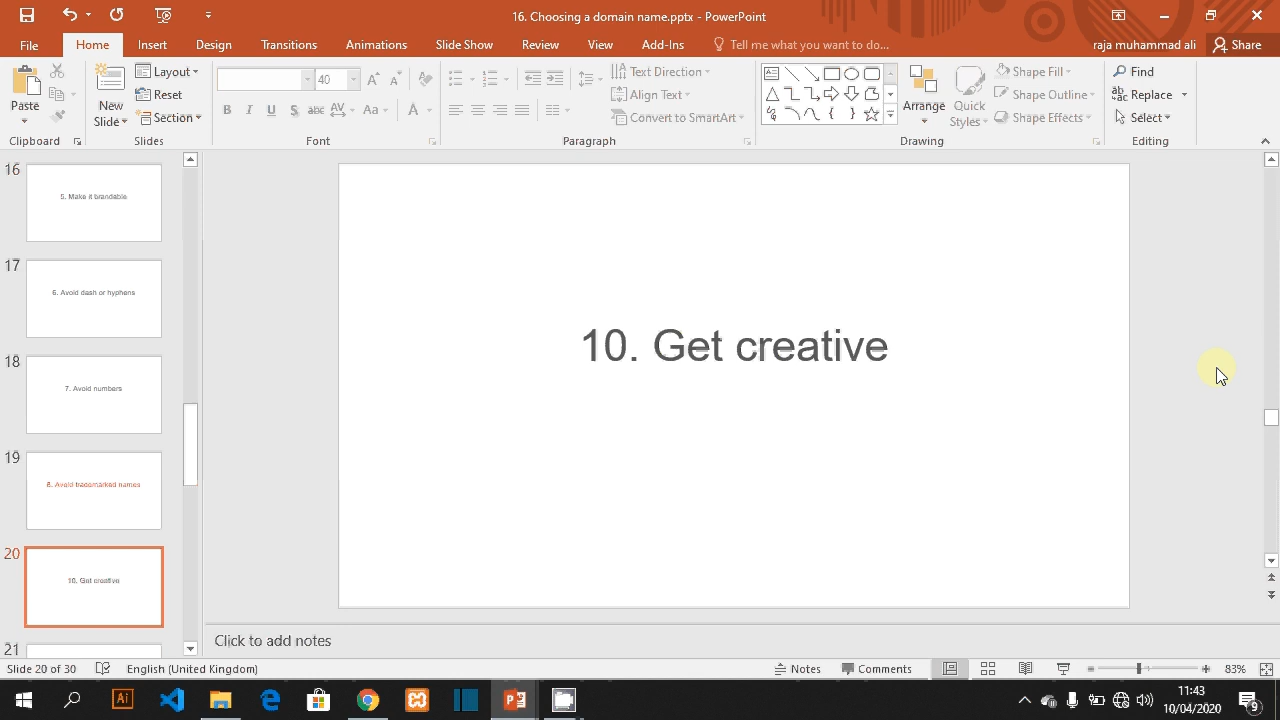 16. Choosing a domain name.pptx - PowerPoint
File Home Insert Design Transitions Animations Slide Show Review View Add-Ins Tell me what you want to do... raja muhammad ali Share
Paste
New Slide
Layout
Reset
Section
40
B I U S abc AV Aa A
Text Direction
Align Text
Convert to SmartArt
Arrange
Quick Styles
Shape Fill
Shape Outline
Shape Effects
Find
Replace
Select
Clipboard Slides Font Paragraph Drawing Editing
16
5. Make it brandable
17
6. Avoid dash or hyphens
18
7. Avoid numbers
19
8. Avoid trademarked names
20
10. Get creative
21
10. Get creative
Click to add notes
Slide 20 of 30 English (United Kingdom) Notes Comments 83%
Ai
11:43
10/04/2020
9